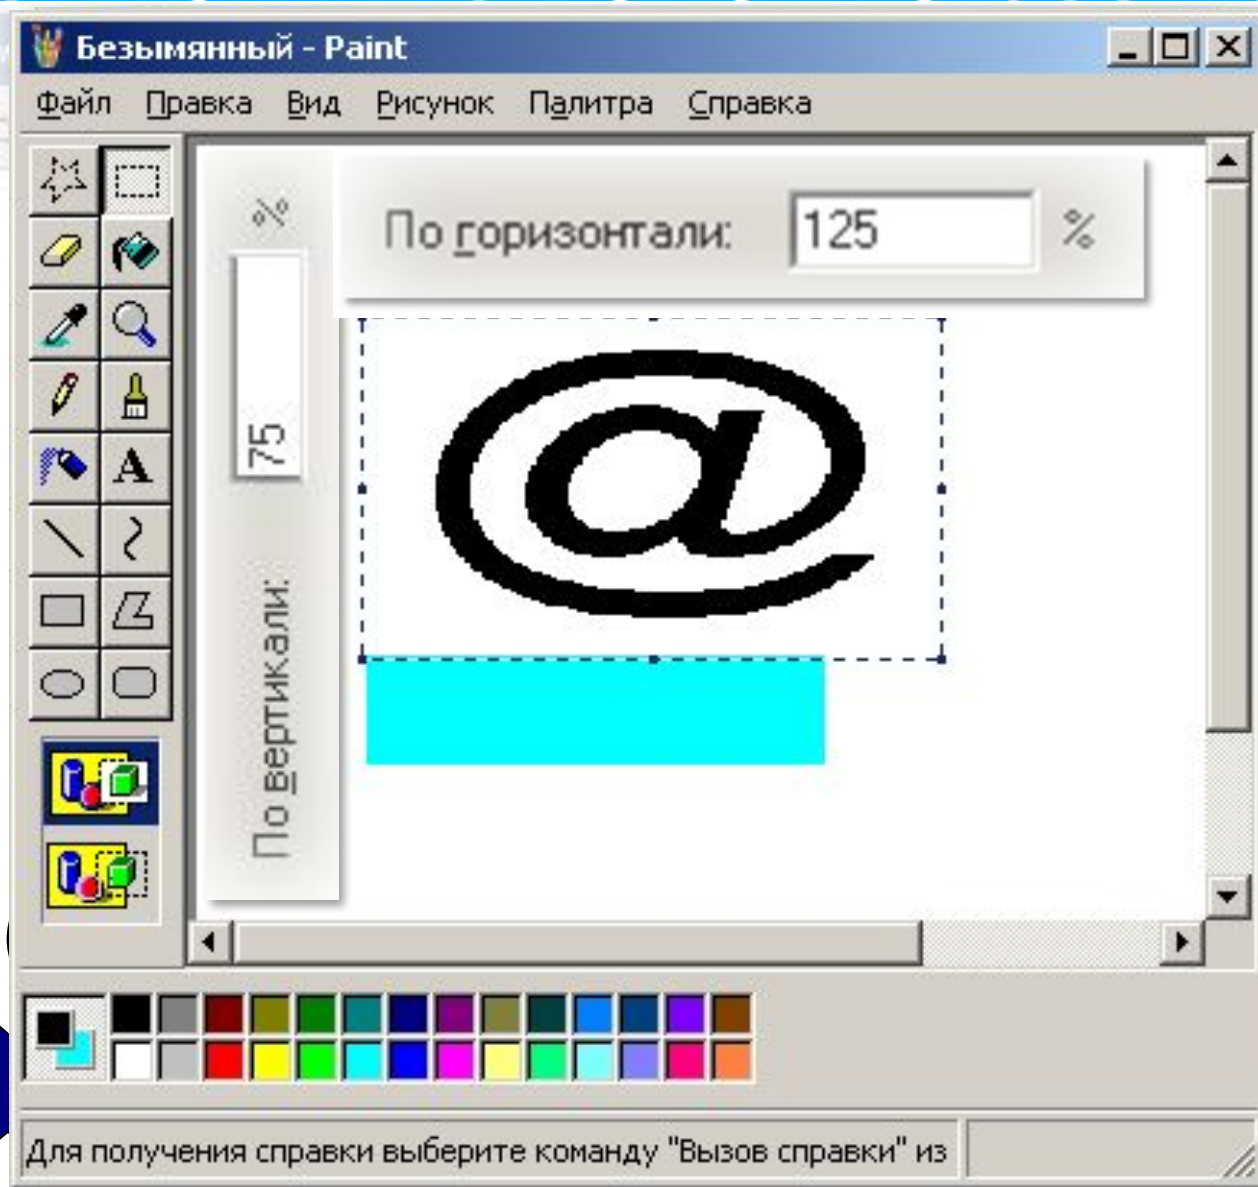 Безымянный - Paint
Файл Правка Вид Рисунок Палитра Справка
По горизонтали: 125 %
По вертикали: 75 %
@
A
Для получения справки выберите команду "Вызов справки" из